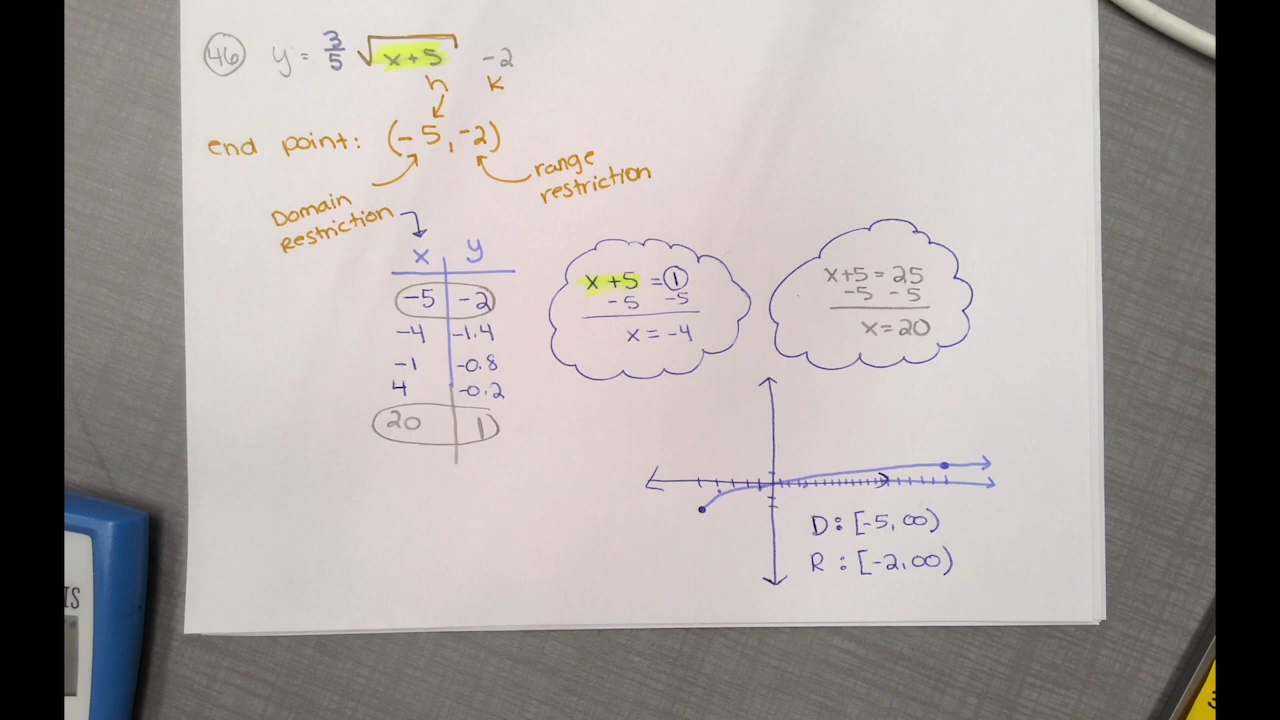 46 y = 3/5 √x+5 -2
h k
end point: (-5, -2)
range restriction
Domain Restriction
x y
-5 -2
-4 -1.4
-1 -0.8
4 -0.2
20 1
x+5 = 1
-5 -5
x = -4
x+5 = 25
-5 -5
x = 20
D: [-5, ∞)
R: [-2, ∞)
IS
3